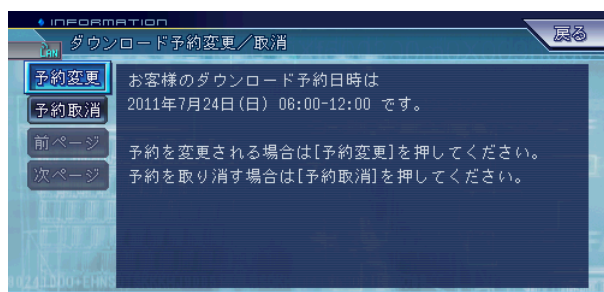 INFORMATION
LAN
ダウンロード予約変更／取消
戻る
予約変更
予約取消
前ページ
次ページ
お客様のダウンロード予約日時は
2011年7月24日(日) 06:00-12:00 です。
予約を変更される場合は[予約変更]を押してください。
予約を取り消す場合は[予約取消]を押してください。